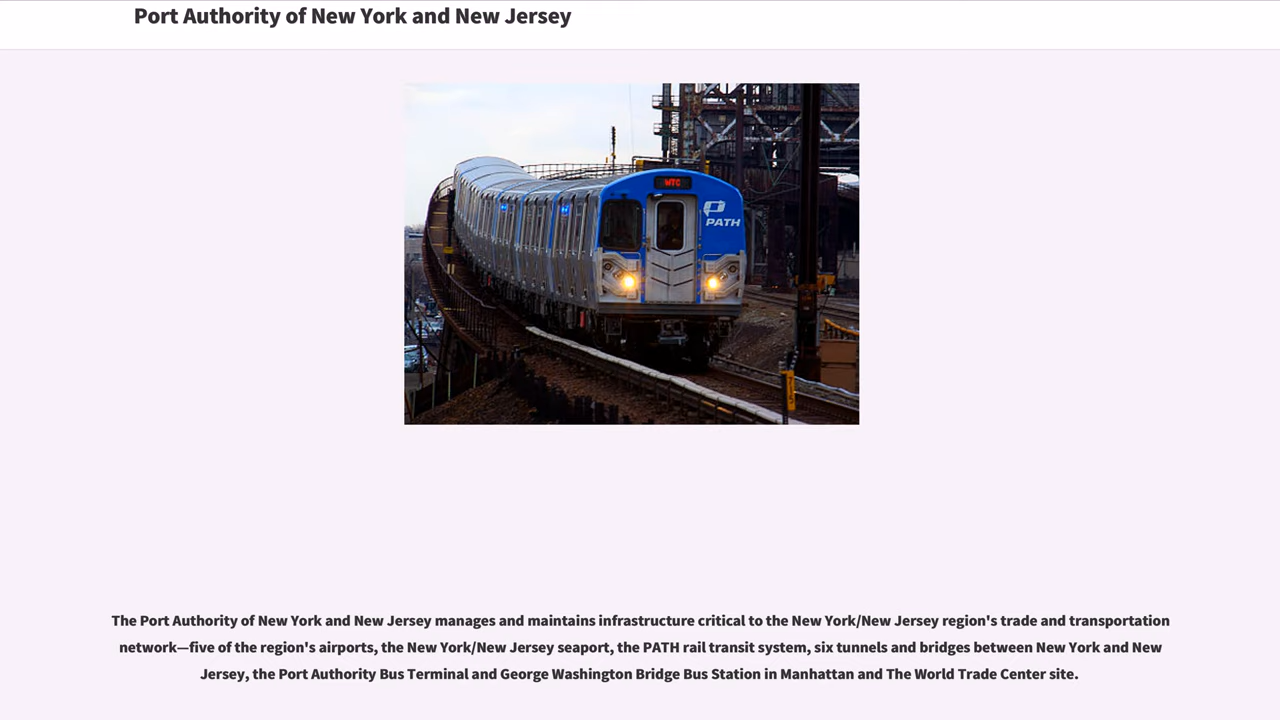 Port Authority of New York and New Jersey
WTC
PATH
The Port Authority of New York and New Jersey manages and maintains infrastructure critical to the New York/New Jersey region's trade and transportation
network—five of the region's airports, the New York/New Jersey seaport, the PATH rail transit system, six tunnels and bridges between New York and New
Jersey, the Port Authority Bus Terminal and George Washington Bridge Bus Station in Manhattan and The World Trade Center site.